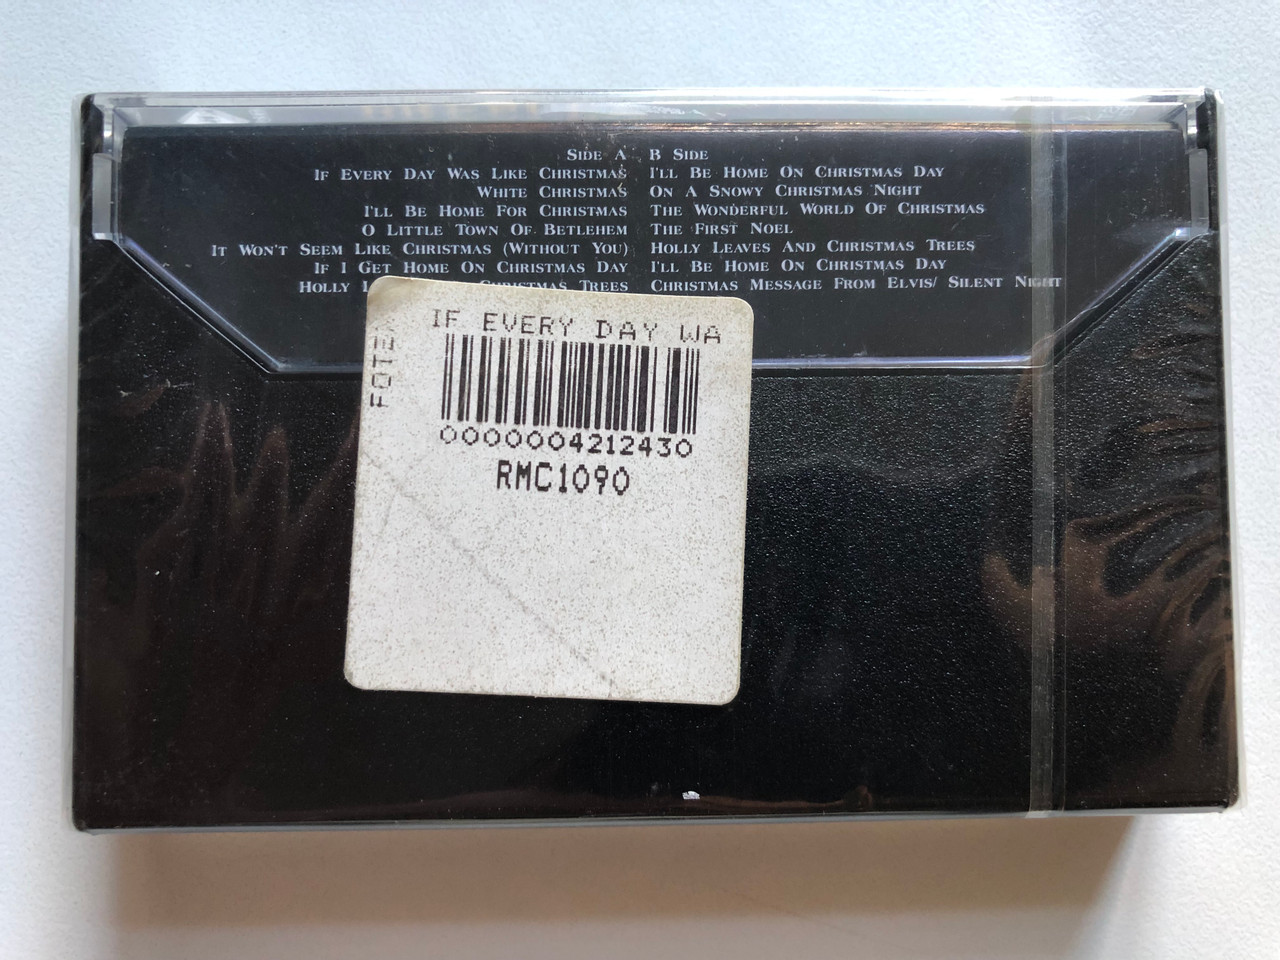 Side A
If Every Day Was Like Christmas
White Christmas
I'll Be Home For Christmas
O Little Town Of Betlehem
It Won't Seem Like Christmas (Without You)
If I Get Home On Christmas Day
Holly Christmas Trees
B Side
I'll Be Home On Christmas Day
On A Snowy Christmas Night
The Wonderful World Of Christmas
The First Noel
Holly Leaves And Christmas Trees
I'll Be Home On Christmas Day
Christmas Message From Elvis/ Silent Night
FOTEX
IF EVERY DAY WA
0000004212430
RMC1090